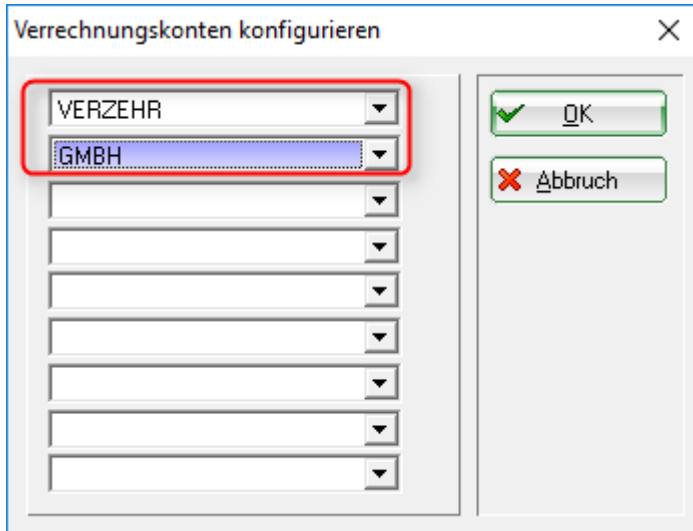 Verrechnungskonten konfigurieren
VERZEHR
GMBH
OK
Abbruch